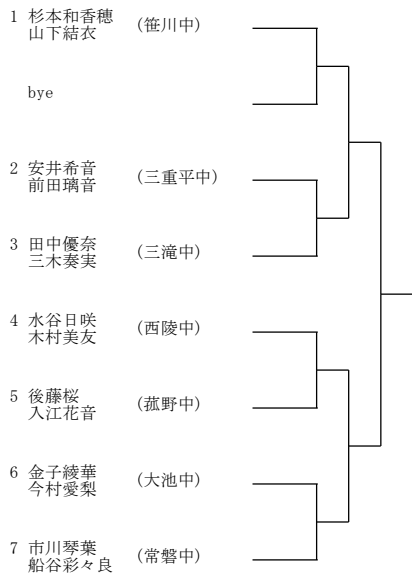 1 杉本和香穂 (笹川中)
山下結衣
bye
2 安井希音 (三重平中)
前田璃音
3 田中優奈 (三滝中)
三木奏実
4 水谷日咲 (西陵中)
木村美友
5 後藤桜 (菰野中)
入江花音
6 金子綾華 (大池中)
今村愛梨
7 市川琴葉 (常磐中)
船谷彩々良